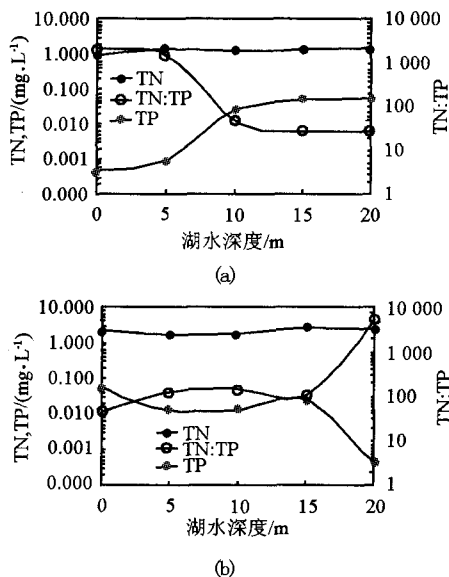 10.000
1.000
0.100
0.010
0.001
0.000
TN,TP/(mg.L⁻¹)
TN
TN:TP
TP
10 000
1 000
100
10
1
TN:TP
0 5 10 15 20
湖水深度/m
(a)
10.000
1.000
0.100
0.010
0.001
0.000
TN,TP/(mg·L⁻¹)
TN
TN:TP
TP
10 000
1 000
100
10
1
TN:TP
0 5 10 15 20
湖水深度/m
(b)